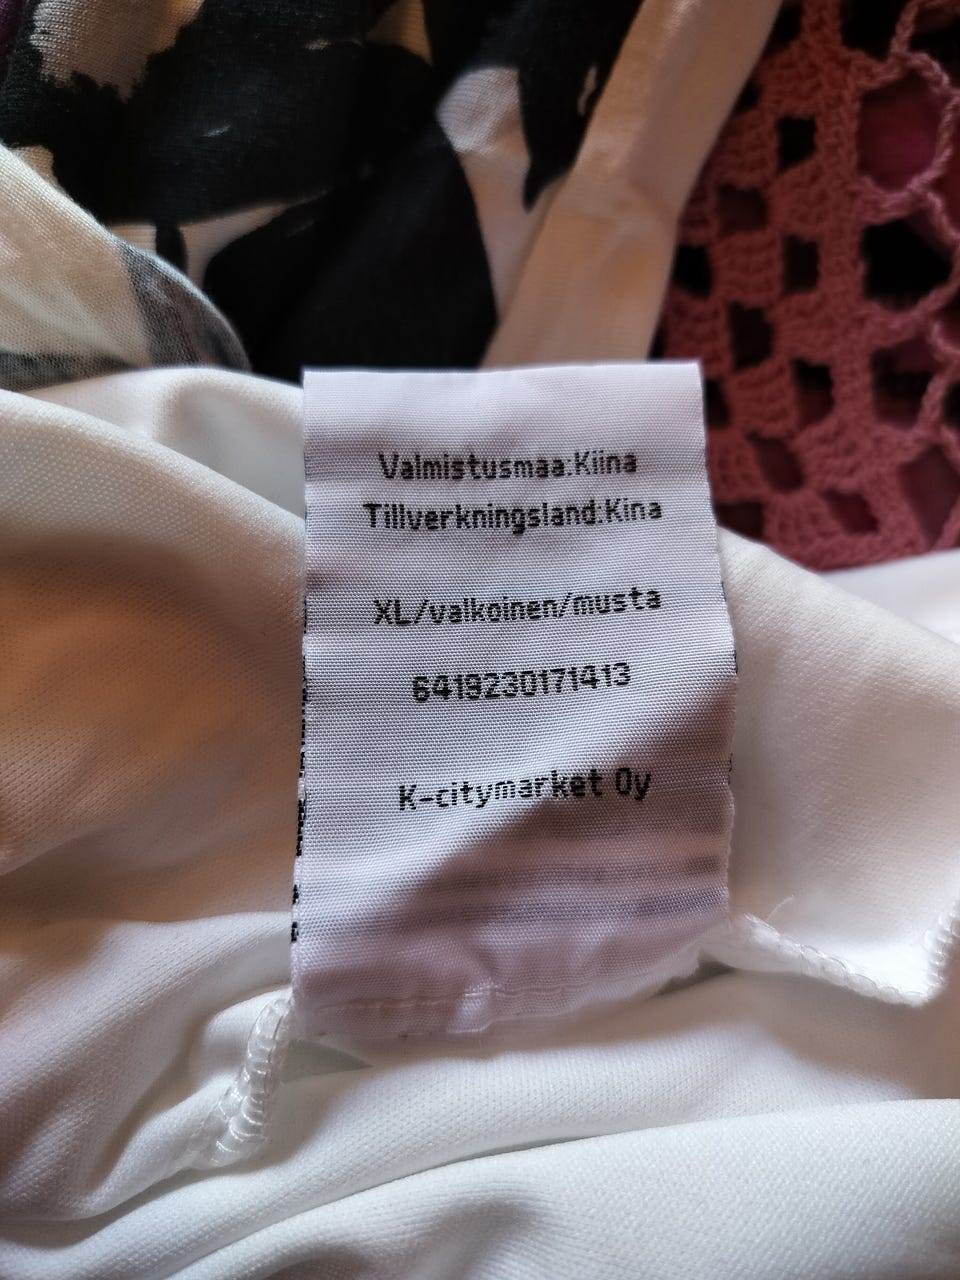 Valmistusmaa:Kiina
Tillverkningsland:Kina
XL/valkoinen/musta
6419230171413
K-citymarket Oy